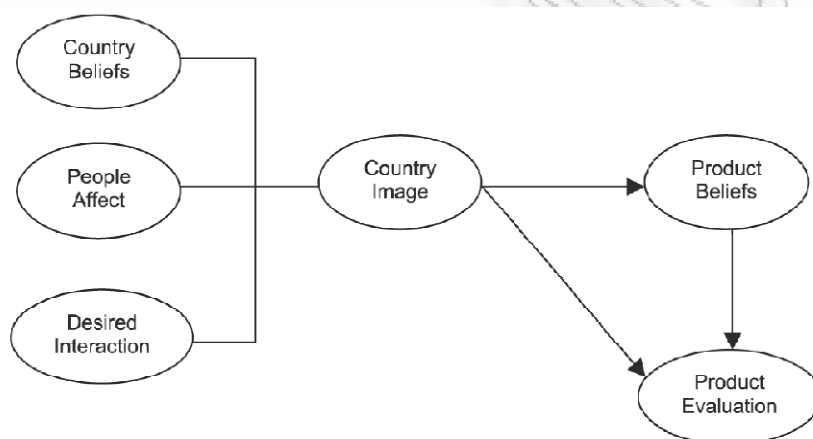 Country
Beliefs
People
Affect
Desired
Interaction
Country
Image
Product
Beliefs
Product
Evaluation